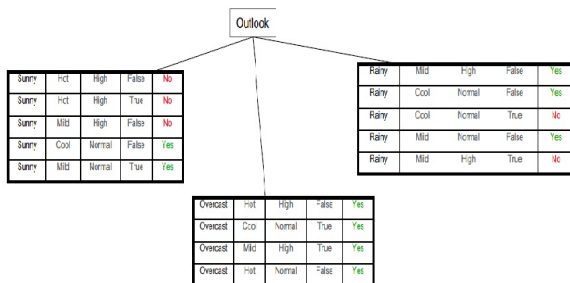 Outlook
Sunny Hot High False No
Sunny Hot High True No
Sunny Mild High False No
Sunny Cool Normal False Yes
Sunny Mild Normal True Yes
Rainy Mild High False Yes
Rainy Cool Normal False Yes
Rainy Cool Normal True No
Rainy Mild Normal False Yes
Rainy Mild High True No
Overcast Hot High False Yes
Overcast Cool Normal True Yes
Overcast Mild High True Yes
Overcast Hot Normal False Yes